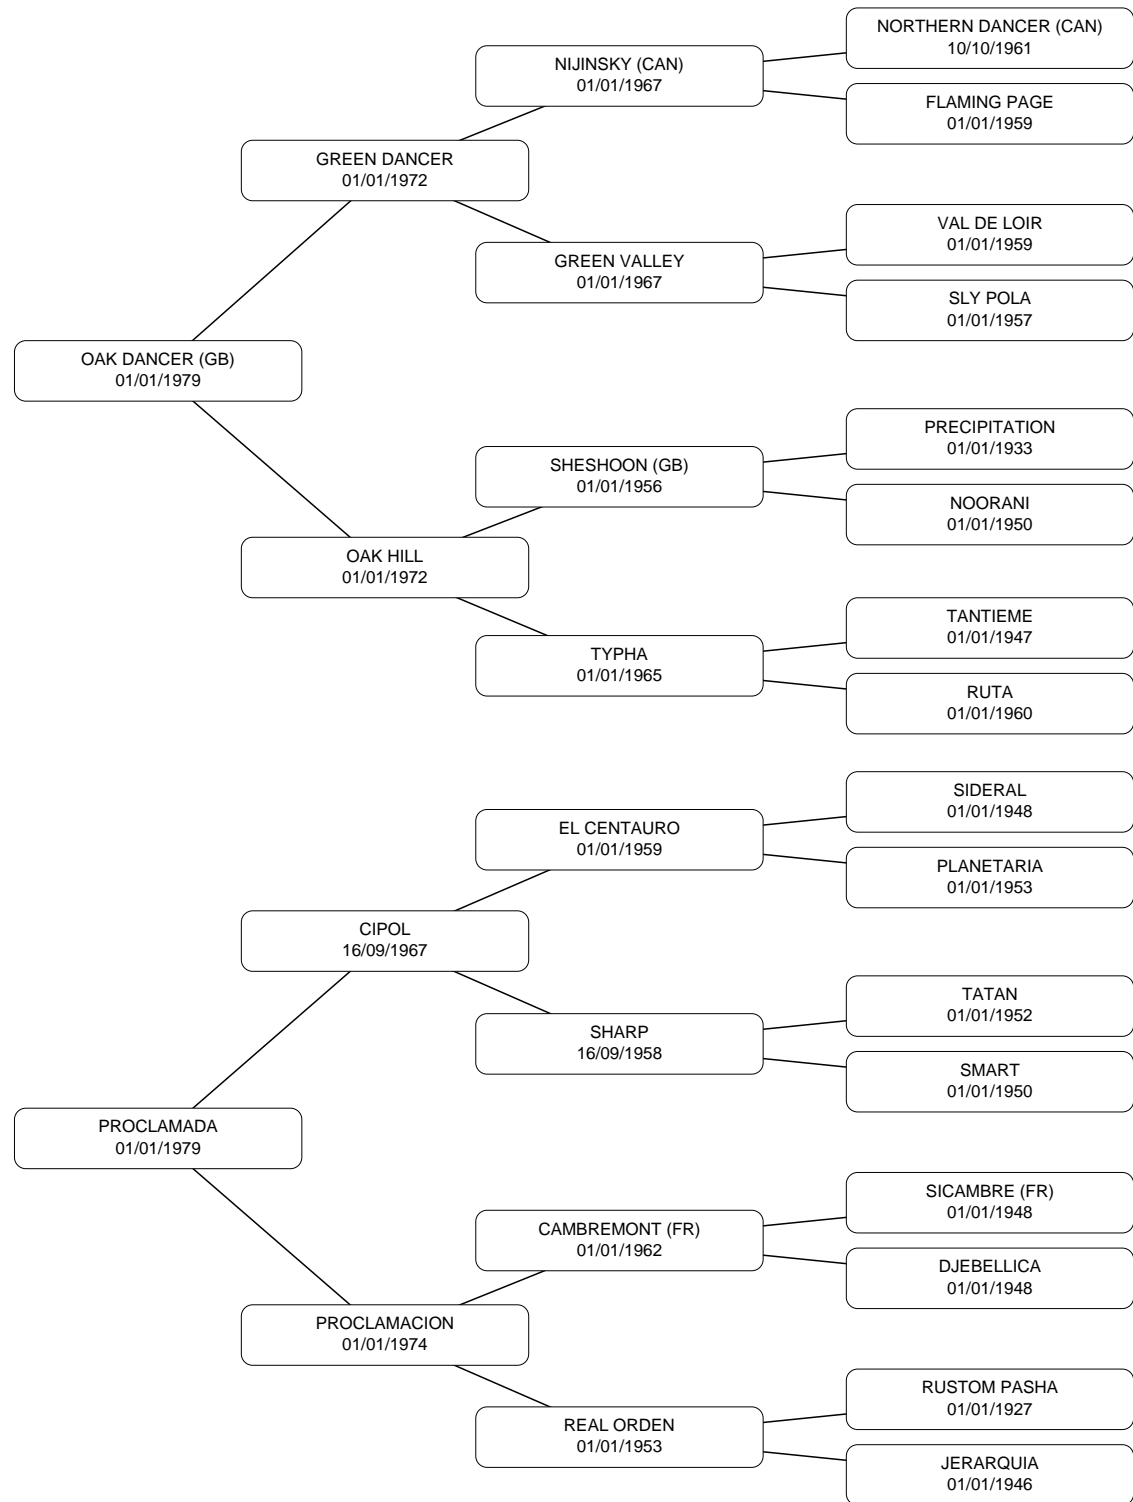 NORTHERN DANCER (CAN)
10/10/1961
NIJINSKY (CAN)
01/01/1967
FLAMING PAGE
01/01/1959
GREEN DANCER
01/01/1972
VAL DE LOIR
01/01/1959
GREEN VALLEY
01/01/1967
SLY POLA
01/01/1957
OAK DANCER (GB)
01/01/1979
PRECIPITATION
01/01/1933
SHESHOON (GB)
01/01/1956
NOORANI
01/01/1950
OAK HILL
01/01/1972
TANTIEME
01/01/1947
TYPHA
01/01/1965
RUTA
01/01/1960
SIDERAL
01/01/1948
EL CENTAURO
01/01/1959
PLANETARIA
01/01/1953
CIPOL
16/09/1967
TATAN
01/01/1952
SHARP
16/09/1958
SMART
01/01/1950
PROCLAMADA
01/01/1979
SICAMBRE (FR)
01/01/1948
CAMBREMONT (FR)
01/01/1962
DJEBELLICA
01/01/1948
PROCLAMACION
01/01/1974
RUSTOM PASHA
01/01/1927
REAL ORDEN
01/01/1953
JERARQUIA
01/01/1946